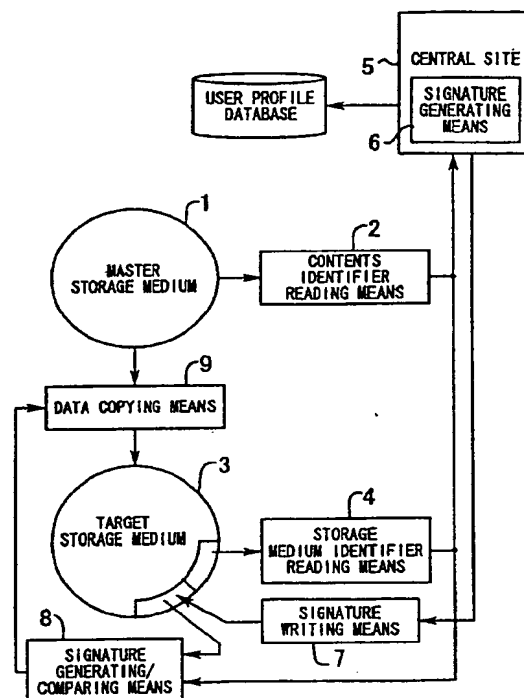 5
CENTRAL SITE
USER PROFILE
DATABASE
SIGNATURE
GENERATING
MEANS
6
1
MASTER
STORAGE MEDIUM
2
CONTENTS
IDENTIFIER
READING MEANS
9
DATA COPYING MEANS
3
TARGET
STORAGE MEDIUM
4
STORAGE
MEDIUM IDENTIFIER
READING MEANS
SIGNATURE
WRITING MEANS
7
8
SIGNATURE
GENERATING/
COMPARING MEANS